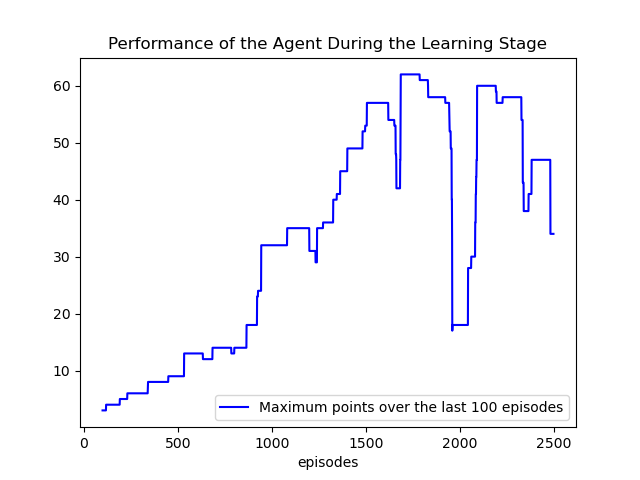 Performance of the Agent During the Learning Stage
60
50
40
30
20
10
Maximum points over the last 100 episodes
0 500 1000 1500 2000 2500
episodes